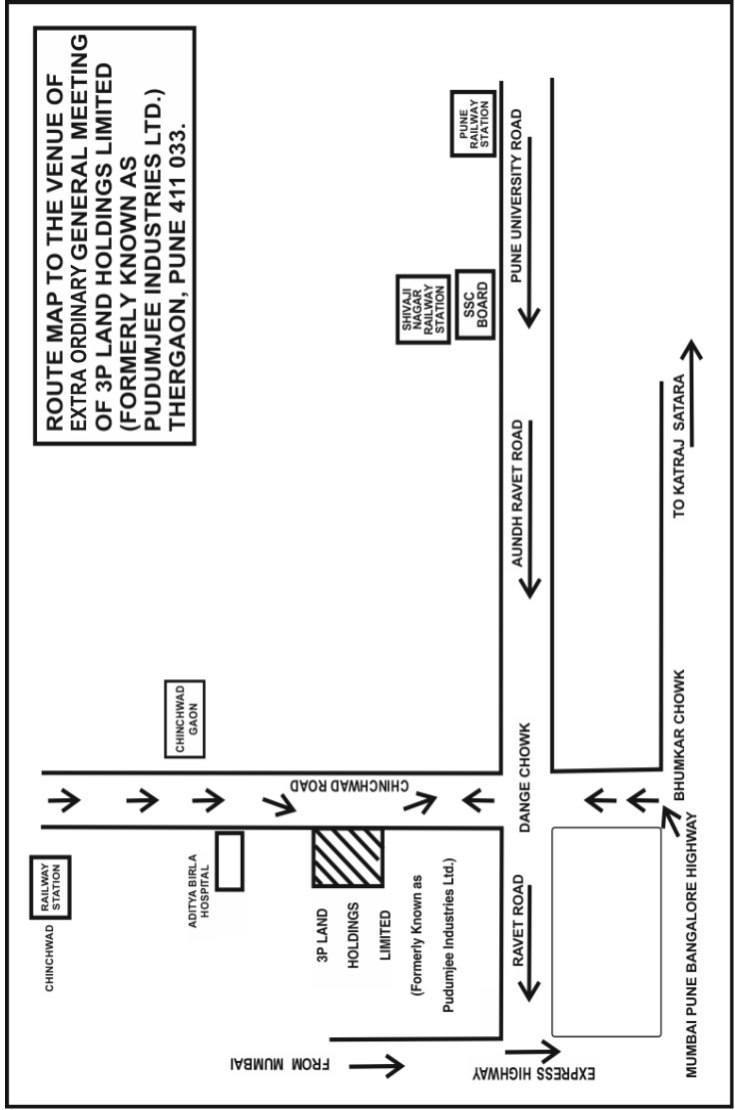 ROUTE MAP TO THE VENUE OF
EXTRA ORDINARY GENERAL MEETING
OF 3P LAND HOLDINGS LIMITED
(FORMERLY KNOWN AS
PUDUMJEE INDUSTRIES LTD.)
THERGAON, PUNE 411 033.
CHINCHWAD
RAILWAY
STATION
CHINCHWAD
GAON
ADITYA BIRLA
HOSPITAL
CHINCHWAD ROAD
3P LAND
HOLDINGS
LIMITED
(Formerly Known as
Pudumjee Industries Ltd.)
FROM MUMBAI
SHIVAJI
NAGAR
RAILWAY
STATION
SSC
BOARD
PUNE
RAILWAY
STATION
EXPRESS HIGHWAY
RAVET ROAD
DANGE CHOWK
AUNDH RAVET ROAD
PUNE UNIVERSITY ROAD
MUMBAI PUNE BANGALORE HIGHWAY
BHUMKAR CHOWK
TO KATRAJ SATARA